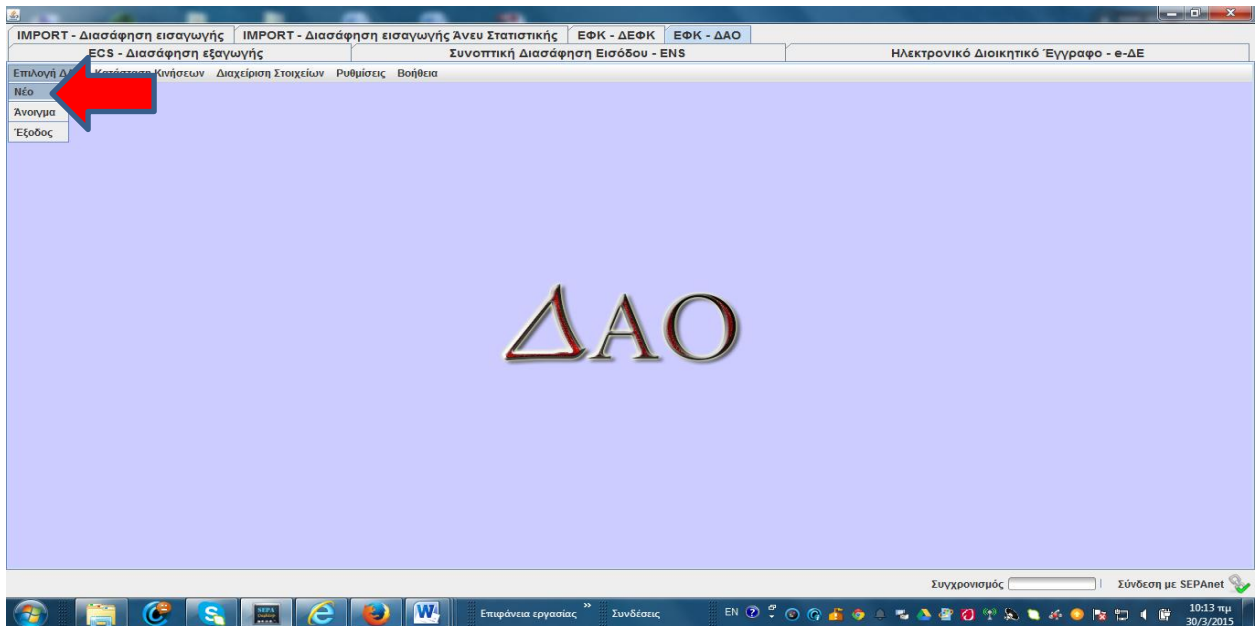 IMPORT - Διασάφηση εισαγωγής IMPORT - Διασάφηση εισαγωγής Άνευ Στατιστικής ΕΦΚ - ΔΕΦΚ ΕΦΚ - ΔΑΟ
ECS - Διασάφηση εξαγωγής Συνοπτική Διασάφηση Εισόδου - ENS Ηλεκτρονικό Διοικητικό Έγγραφο - e-ΔΕ
Επιλογή Κινήσεων Διαχείριση Στοιχείων Ρυθμίσεις Βοήθεια
Νέο
Άνοιγμα
Έξοδος
ΔΑΟ
Συγχρονισμός Σύνδεση με SEPAnet
Επιφάνεια εργασίας » Συνδέσεις EN 10:13 πμ
30/3/2015